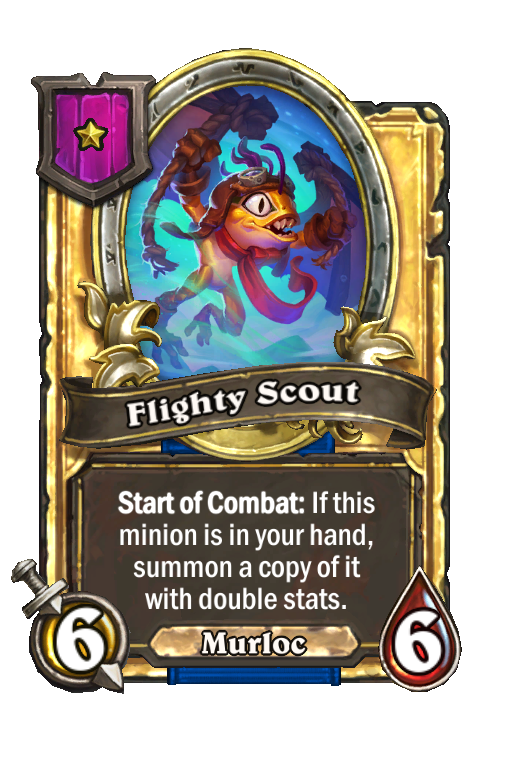 Flighty Scout
Start of Combat: If this
minion is in your hand,
summon a copy of it
with double stats.
6
Murloc
6